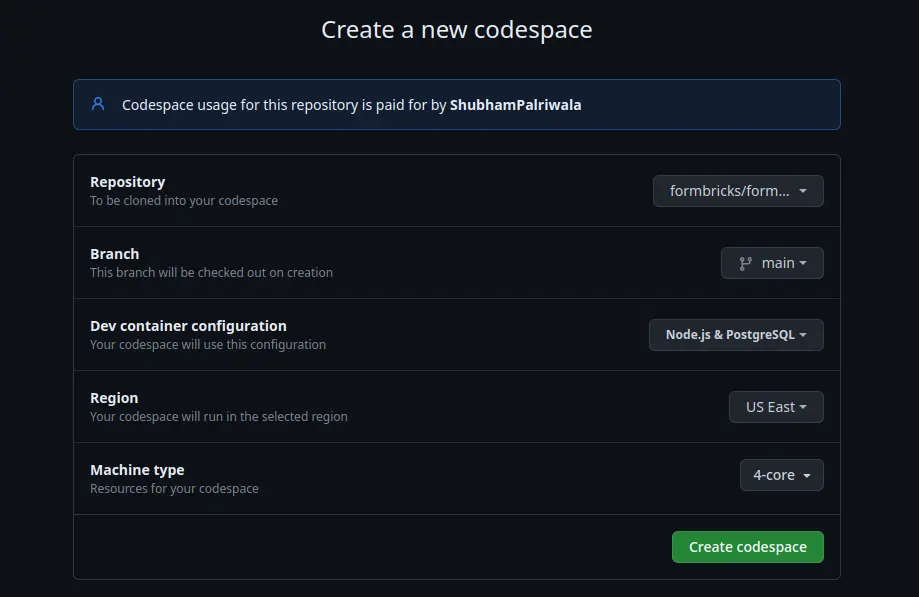 Create a new codespace
Codespace usage for this repository is paid for by ShubhamPalriwala
Repository
To be cloned into your codespace
formbricks/form...
Branch
This branch will be checked out on creation
main
Dev container configuration
Your codespace will use this configuration
Node.js & PostgreSQL
Region
Your codespace will run in the selected region
US East
Machine type
Resources for your codespace
4-core
Create codespace